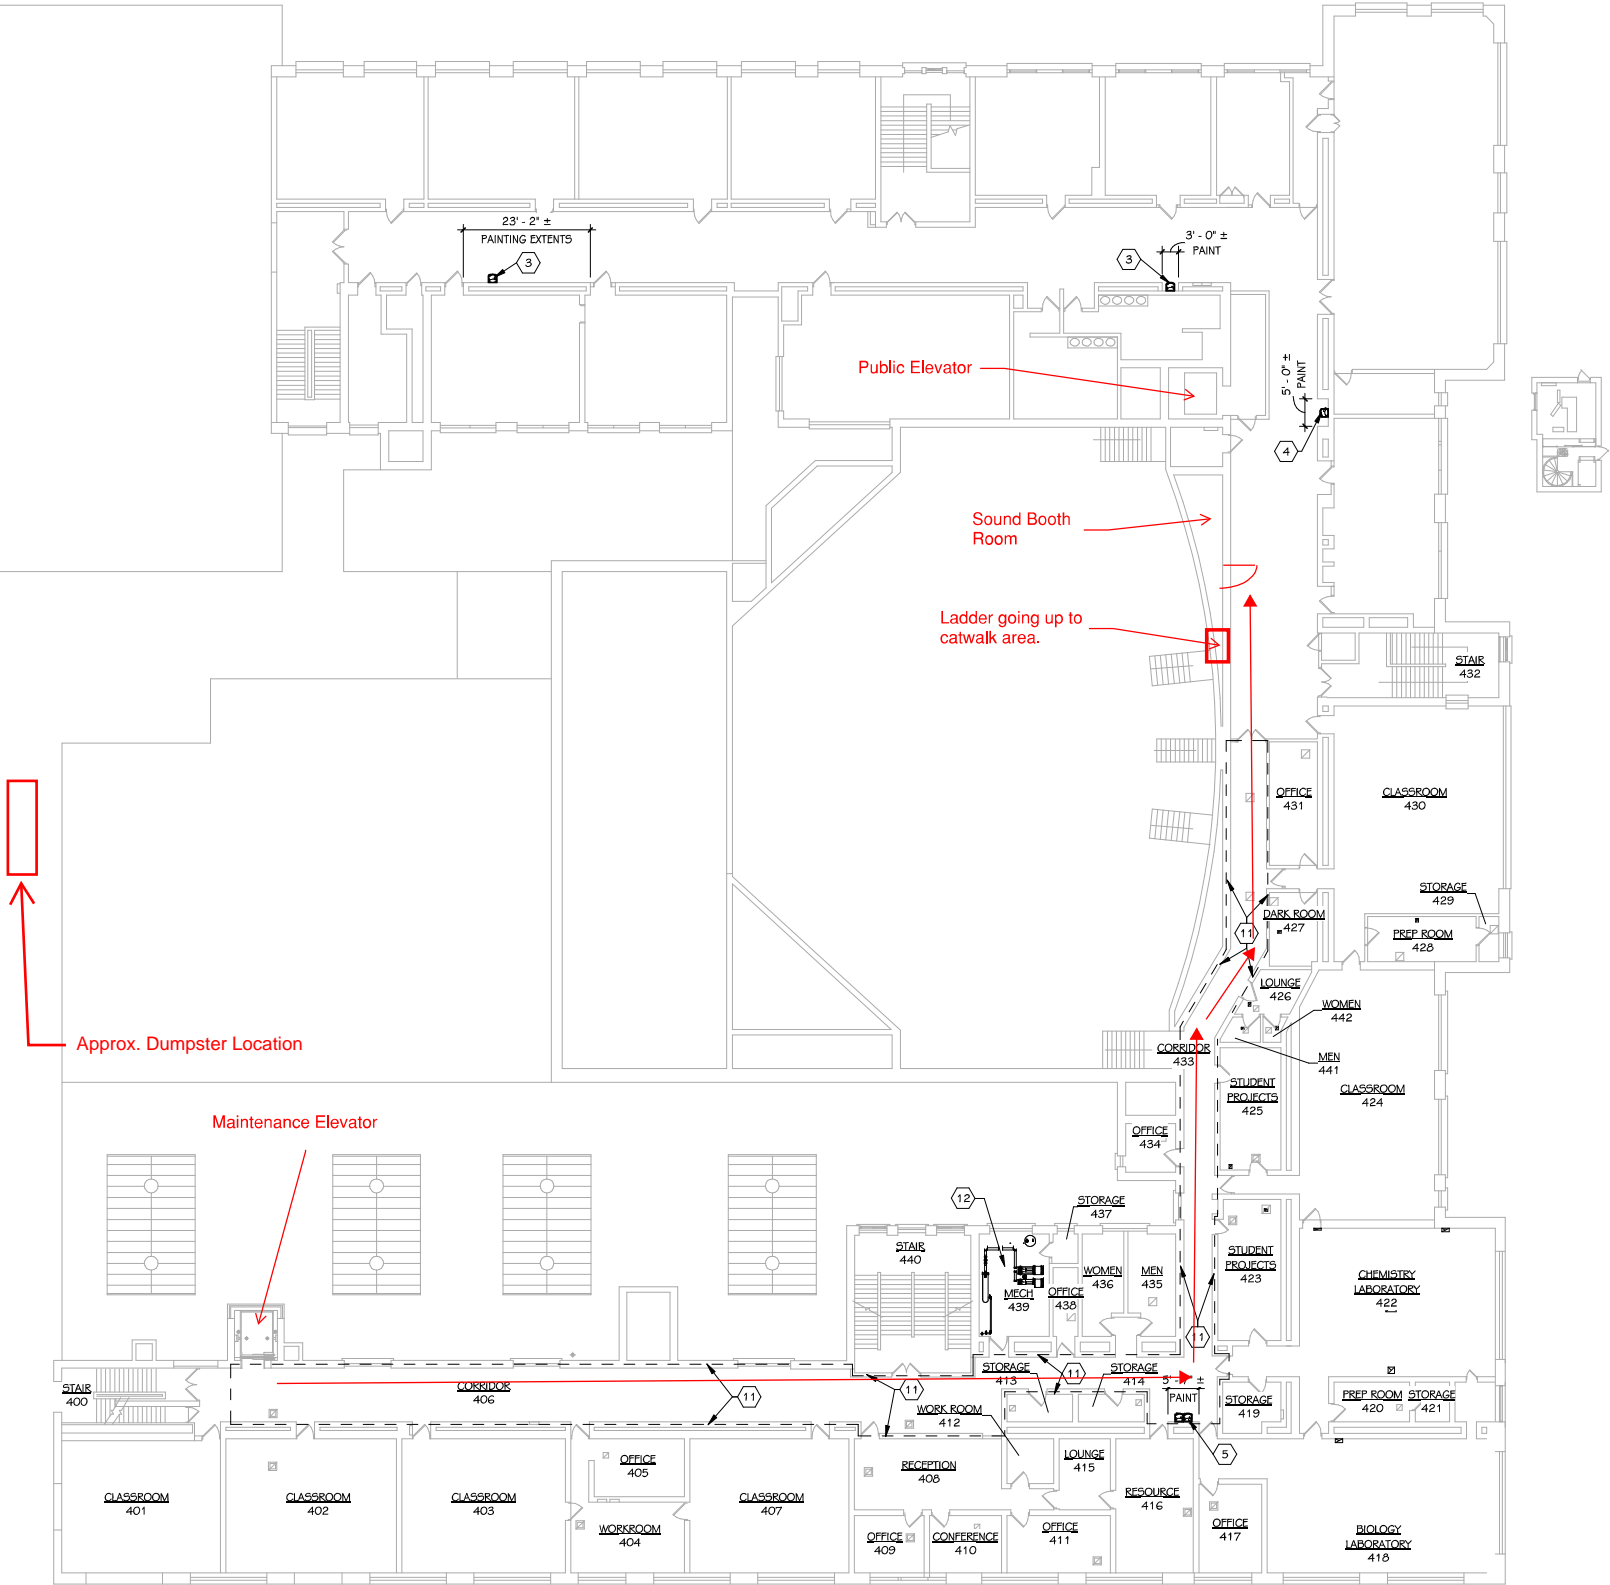 23' - 2" ±
PAINTING EXTENTS
3
3' - 0" ±
PAINT
3
Public Elevator
5' - 0" ±
PAINT
4
Sound Booth
Room
Ladder going up to
catwalk area.
STAIR
432
OFFICE
431
CLASSROOM
430
STORAGE
429
DARK ROOM
427
11
PREP ROOM
428
LOUNGE
426
WOMEN
442
Approx. Dumpster Location
CORRIDOR
433
MEN
441
STUDENT
PROJECTS
425
CLASSROOM
424
Maintenance Elevator
OFFICE
434
12
STORAGE
437
STAIR
440
MECH
439
OFFICE
438
WOMEN
436
MEN
435
STUDENT
PROJECTS
423
CHEMISTRY
LABORATORY
422
11
STAIR
400
CORRIDOR
406
11
11
STORAGE
413
11
STORAGE
414
PAINT
STORAGE
419
PREP ROOM
420
STORAGE
421
WORK ROOM
412
5
OFFICE
405
RECEPTION
408
LOUNGE
415
CLASSROOM
401
CLASSROOM
402
CLASSROOM
403
CLASSROOM
407
RESOURCE
416
WORKROOM
404
OFFICE
409
CONFERENCE
410
OFFICE
411
OFFICE
417
BIOLOGY
LABORATORY
418